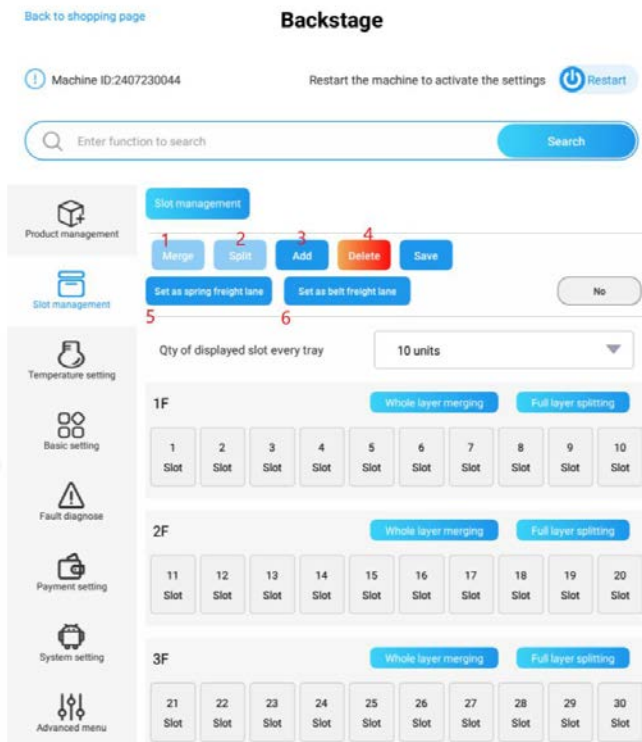 Back to shopping page
Backstage
Machine ID:2407230044
Restart the machine to activate the settings
Restart
Enter function to search
Search
Product management
Slot management
Temperature setting
Basic setting
Fault diagnose
Payment setting
System setting
Advanced menu
Slot management
1 2 3 4
Merge Split Add Delete Save
Set as spring freight lane Set as belt freight lane No
5 6
Qty of displayed slot every tray 10 units
1F Whole layer merging Full layer splitting
1 2 3 4 5 6 7 8 9 10
Slot Slot Slot Slot Slot Slot Slot Slot Slot Slot
2F Whole layer merging Full layer splitting
11 12 13 14 15 16 17 18 19 20
Slot Slot Slot Slot Slot Slot Slot Slot Slot Slot
3F Whole layer merging Full layer splitting
21 22 23 24 25 26 27 28 29 30
Slot Slot Slot Slot Slot Slot Slot Slot Slot Slot